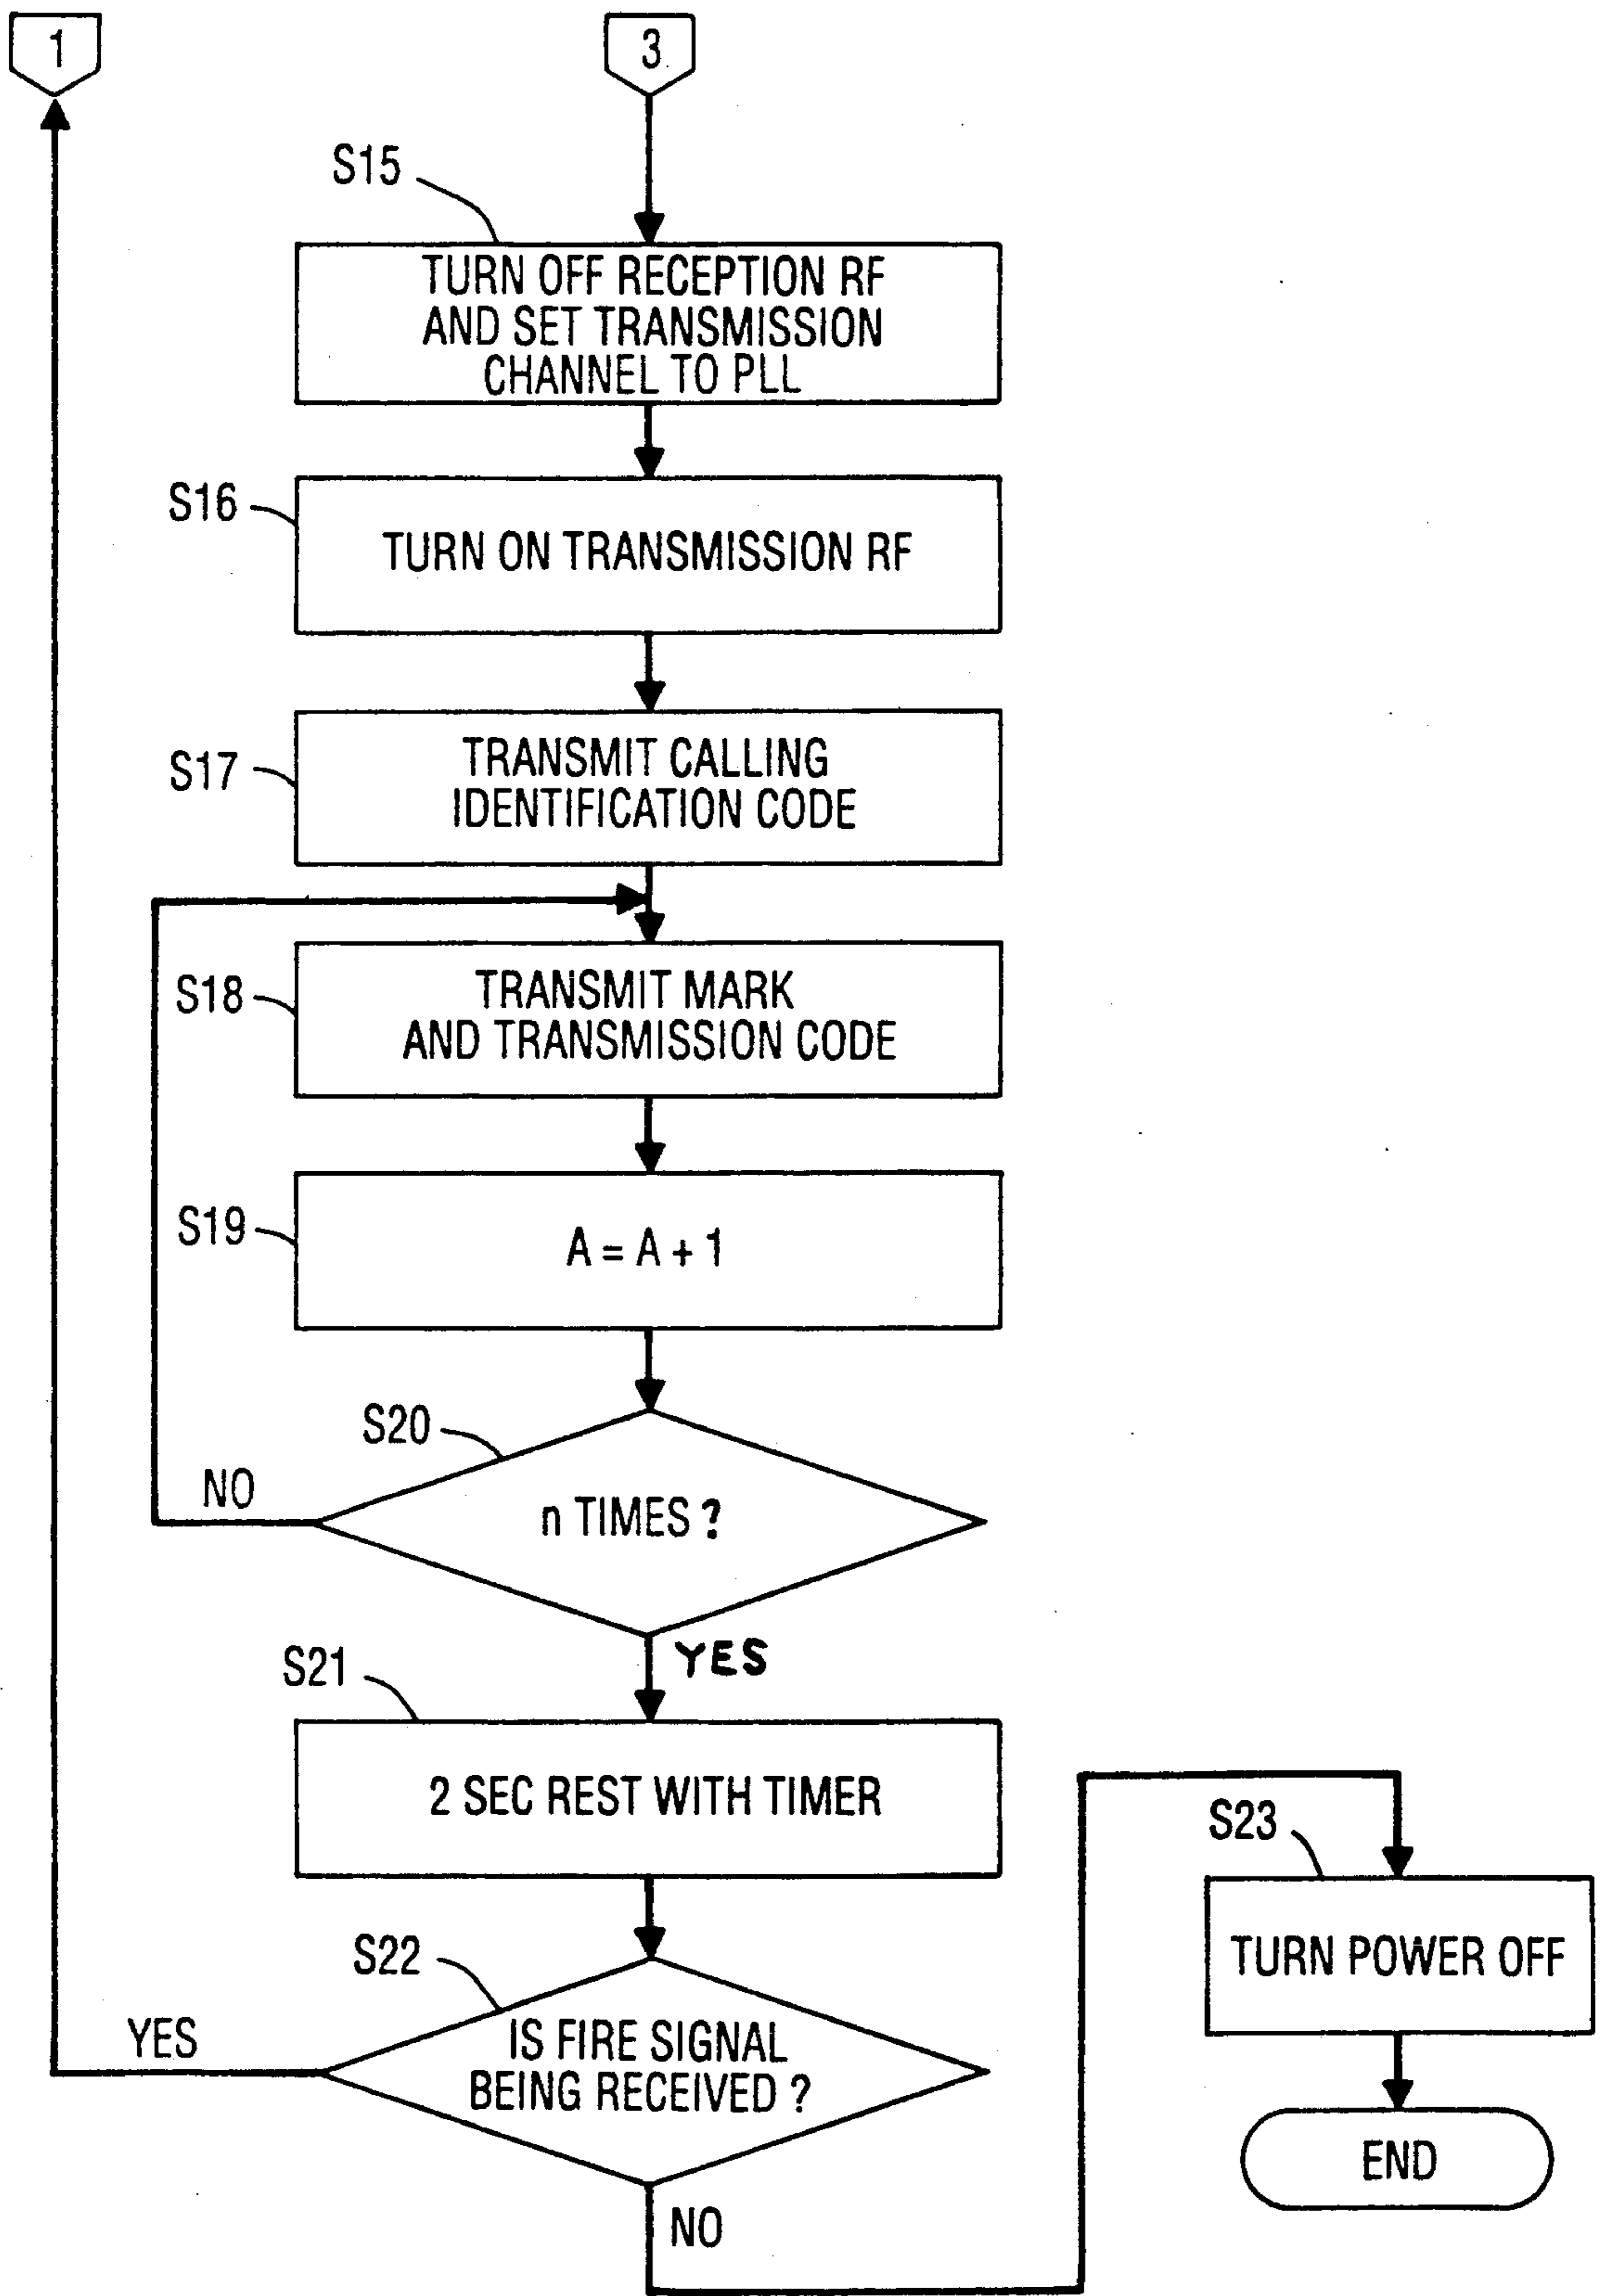 1
3
S15
TURN OFF RECEPTION RF
AND SET TRANSMISSION
CHANNEL TO PLL
S16
TURN ON TRANSMISSION RF
S17
TRANSMIT CALLING
IDENTIFICATION CODE
S18
TRANSMIT MARK
AND TRANSMISSION CODE
S19
A = A + 1
S20
NO
n TIMES ?
YES
S21
2 SEC REST WITH TIMER
S22
YES
IS FIRE SIGNAL
BEING RECEIVED ?
NO
S23
TURN POWER OFF
END